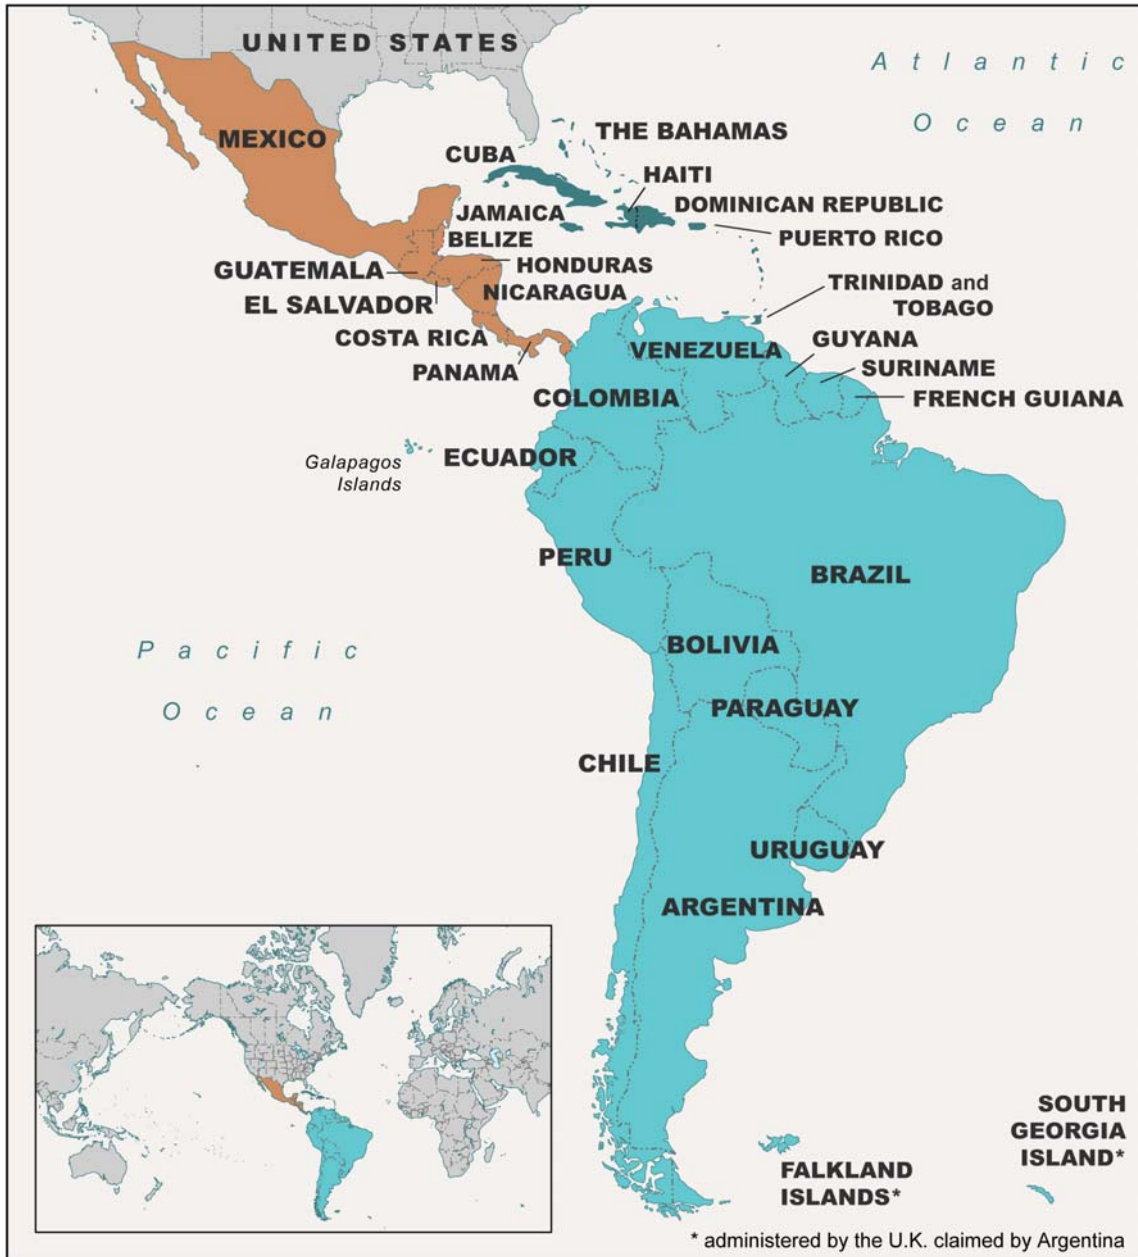 UNITED STATES
Atlantic
Ocean
MEXICO
THE BAHAMAS
CUBA
HAITI
JAMAICA
DOMINICAN REPUBLIC
BELIZE
PUERTO RICO
GUATEMALA
HONDURAS
EL SALVADOR
NICARAGUA
TRINIDAD and
TOBAGO
COSTA RICA
GUYANA
PANAMA
VENEZUELA
SURINAME
COLOMBIA
FRENCH GUIANA
Galapagos
Islands
ECUADOR
PERU
BRAZIL
Pacific
Ocean
BOLIVIA
PARAGUAY
CHILE
URUGUAY
ARGENTINA
SOUTH
GEORGIA
ISLAND*
FALKLAND
ISLANDS*
* administered by the U.K. claimed by Argentina